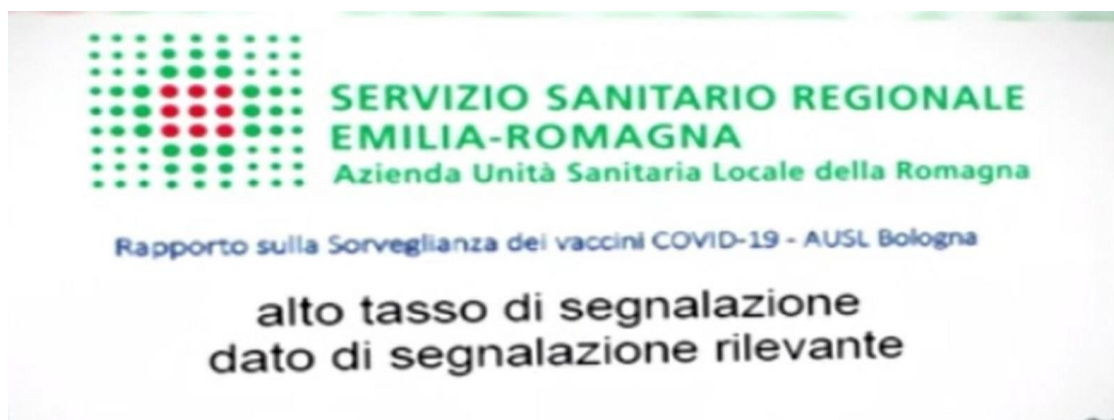 SERVIZIO SANITARIO REGIONALE
EMILIA-ROMAGNA
Azienda Unità Sanitaria Locale della Romagna
Rapporto sulla Sorveglianza dei vaccini COVID-19 - AUSL Bologna
alto tasso di segnalazione
dato di segnalazione rilevante